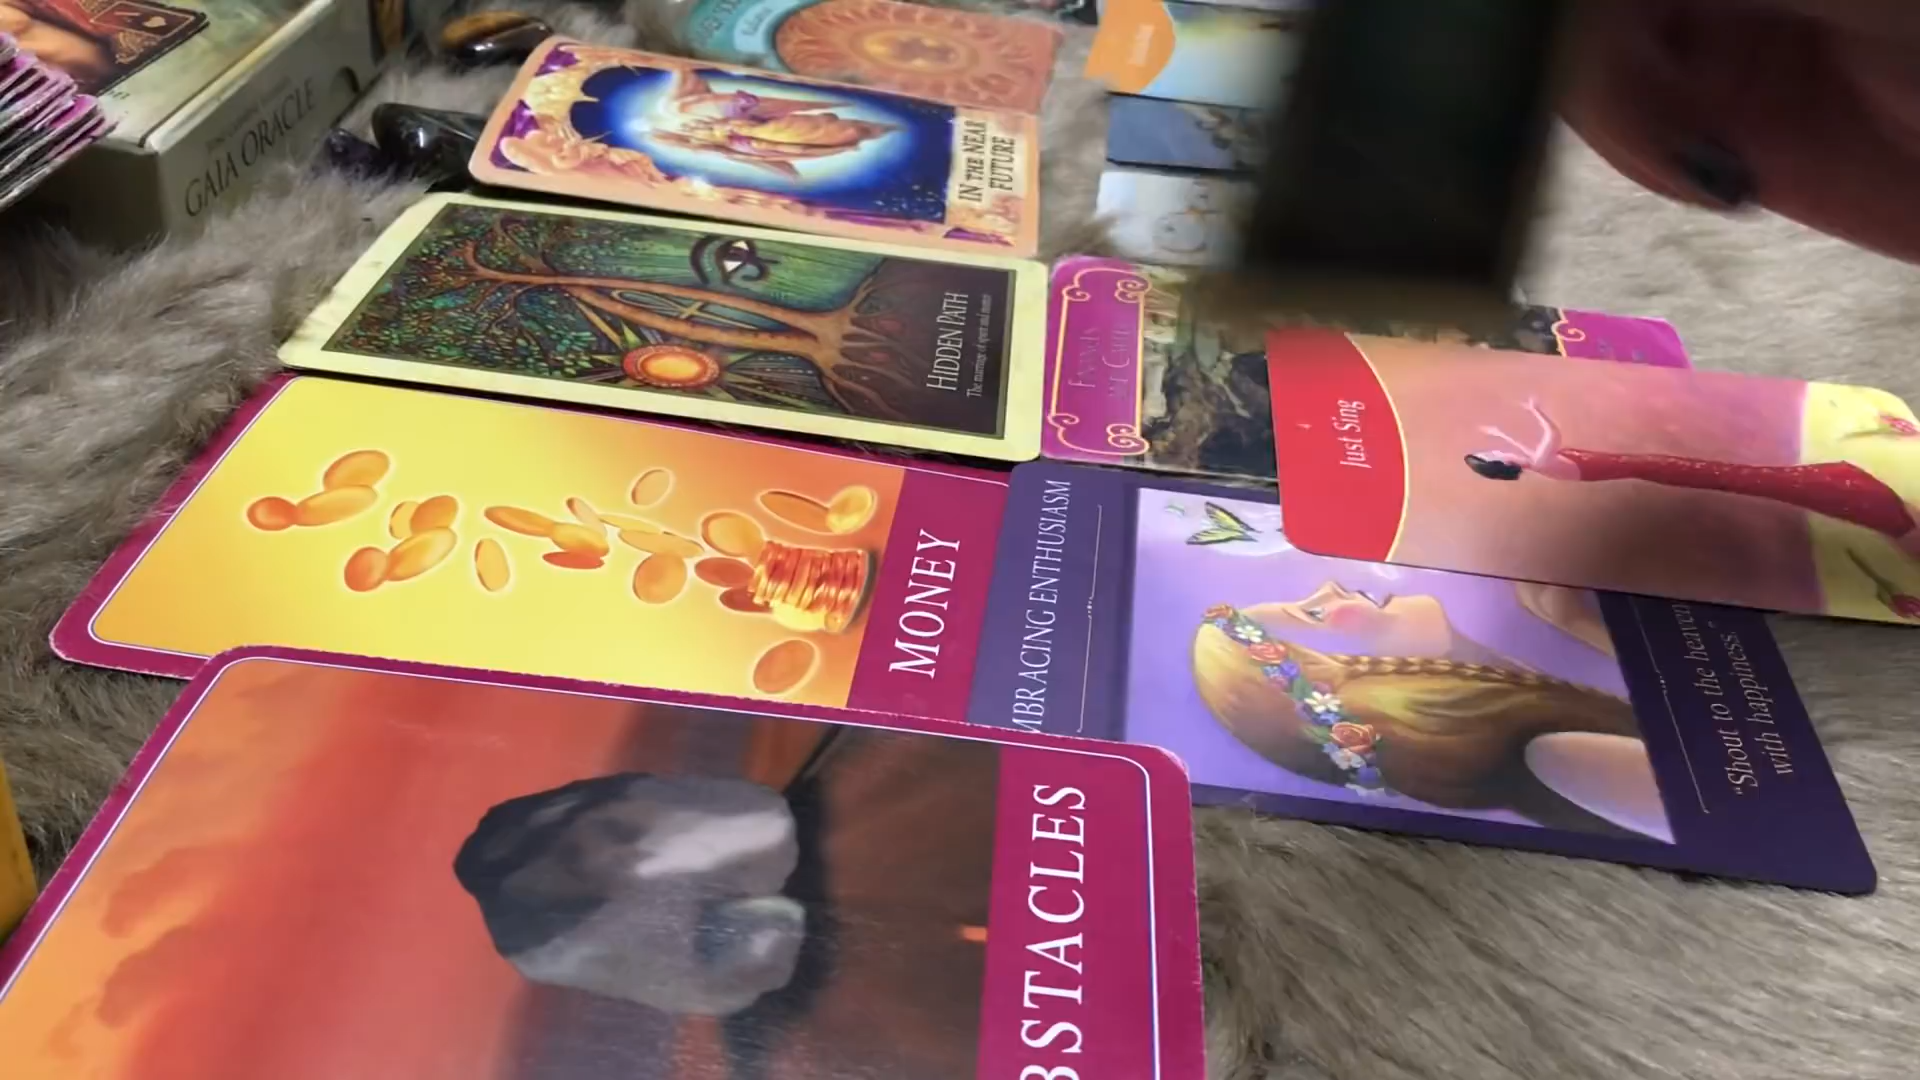 GAIA ORACLE
IN THE NEAR
FUTURE
HIDDEN PATH
The marriage of spirit and matter
MONEY
MBRACING ENTHUSIASM
Just Sing
"Shout to the heavens
with happiness."
BSTACLES